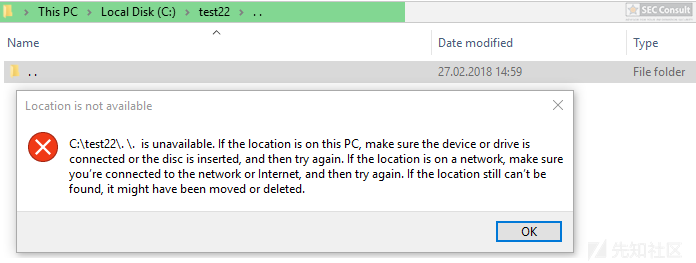 This PC > Local Disk (C:) > test22 > . .
SEC Consult
Name Date modified Type
. . 27.02.2018 14:59 File folder
Location is not available
C:\test22\. \. is unavailable. If the location is on this PC, make sure the device or drive is
connected or the disc is inserted, and then try again. If the location is on a network, make sure
you're connected to the network or Internet, and then try again. If the location still can't be
found, it might have been moved or deleted.
OK
先知社区